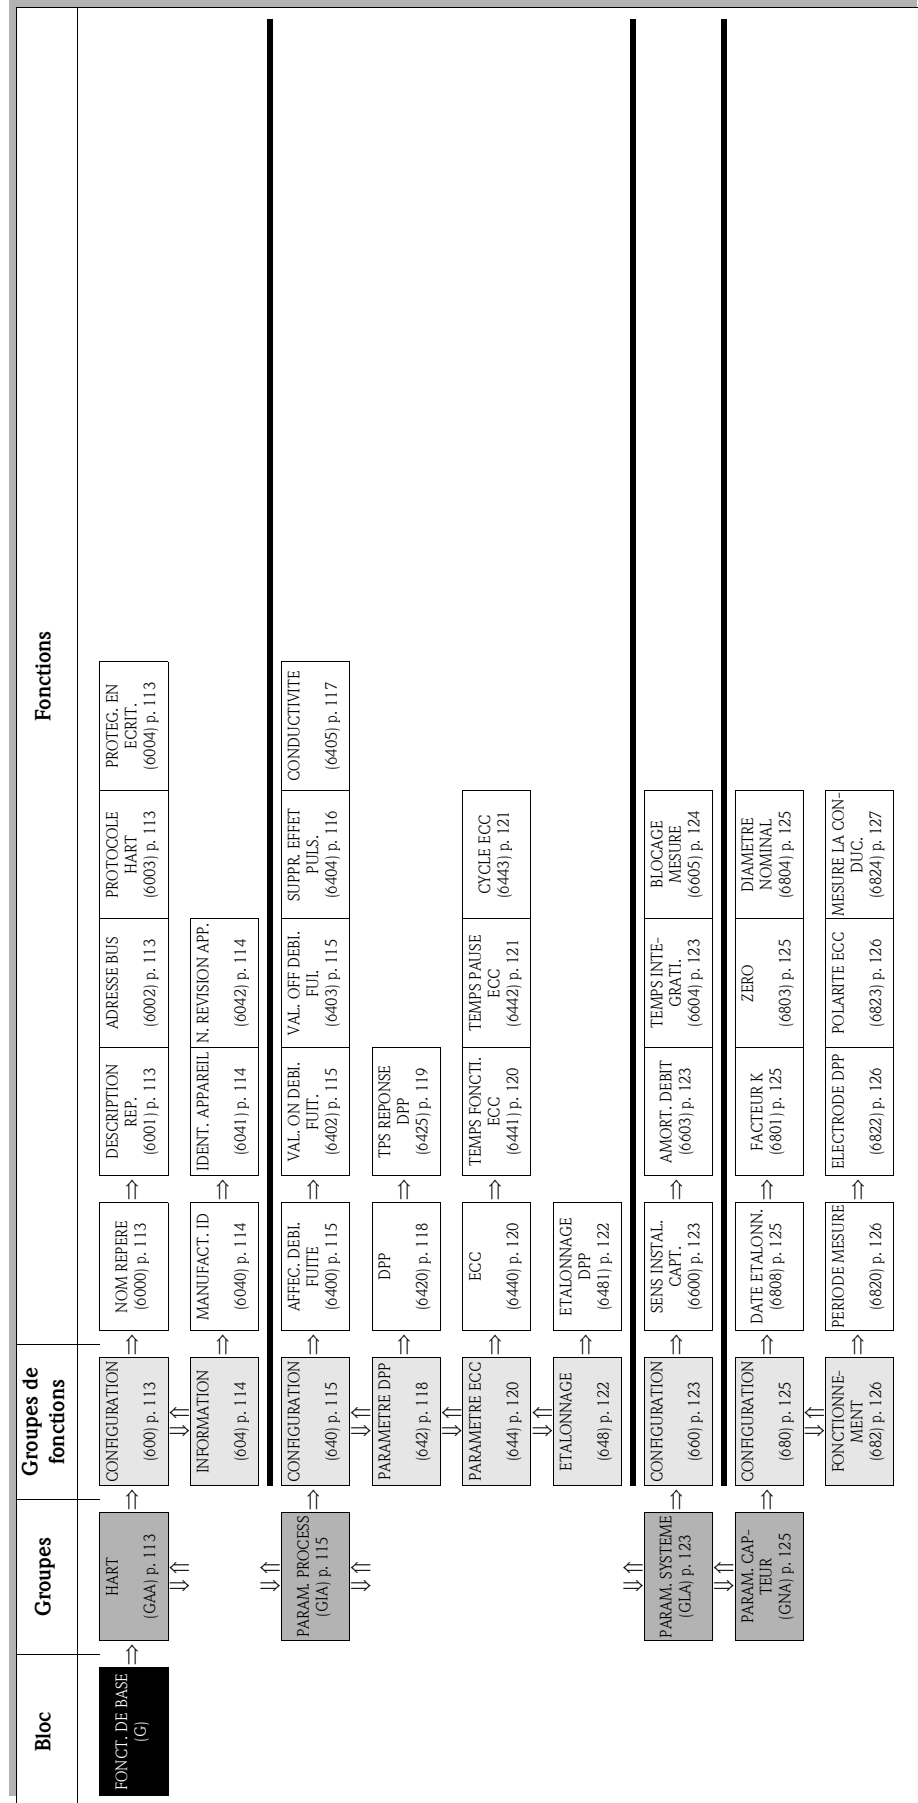 Bloc
Groupes
Groupes de
fonctions
Fonctions
FONCT. DE BASE
(G)
HART
(GAA) p. 113
CONFIGURATION
(600) p. 113
NOM REPERE
(6000) p. 113
DESCRIPTION
REP.
(6001) p. 113
ADRESSE BUS
(6002) p. 113
PROTOCOLE
HART
(6003) p. 113
PROTEG. EN
ECRIT.
(6004) p. 113
INFORMATION
(604) p. 114
MANUFACT. ID
(6040) p. 114
IDENT. APPAREIL
(6041) p. 114
N. REVISION APP.
(6042) p. 114
PARAM. PROCESS
(GIA) p. 115
CONFIGURATION
(640) p. 115
AFFEC. DEBI.
FUITE
(6400) p. 115
VAL. ON DEBI.
FUIT.
(6402) p. 115
VAL. OFF DEBI.
FUI.
(6403) p. 115
SUPPR. EFFET
PULS.
(6404) p. 116
CONDUCTIVITE
(6405) p. 117
PARAMETRE DPP
(642) p. 118
DPP
(6420) p. 118
TPS REPONSE
DPP
(6425) p. 119
PARAMETRE ECC
(644) p. 120
ECC
(6440) p. 120
TEMPS FONCTI.
ECC
(6441) p. 120
TEMPS PAUSE
ECC
(6442) p. 121
CYCLE ECC
(6443) p. 121
ETALONNAGE
(648) p. 122
ETALONNAGE
DPP
(6481) p. 122
PARAM. SYSTEME
(GLA) p. 123
CONFIGURATION
(660) p. 123
SENS INSTAL.
CAPT.
(6600) p. 123
AMORT. DEBIT
(6603) p. 123
TEMPS INTE-
GRATI.
(6604) p. 123
BLOCAGE
MESURE
(6605) p. 124
PARAM. CAP-
TEUR
(GNA) p. 125
CONFIGURATION
(680) p. 125
DATE ETALONN.
(6808) p. 125
FACTEUR K
(6801) p. 125
ZERO
(6803) p. 125
DIAMETRE
NOMINAL
(6804) p. 125
FONCTIONNE-
MENT
(682) p. 126
PERIODE MESURE
(6820) p. 126
ELECTRODE DPP
(6822) p. 126
POLARITE ECC
(6823) p. 126
MESURE LA CON-
DUC.
(6824) p. 127